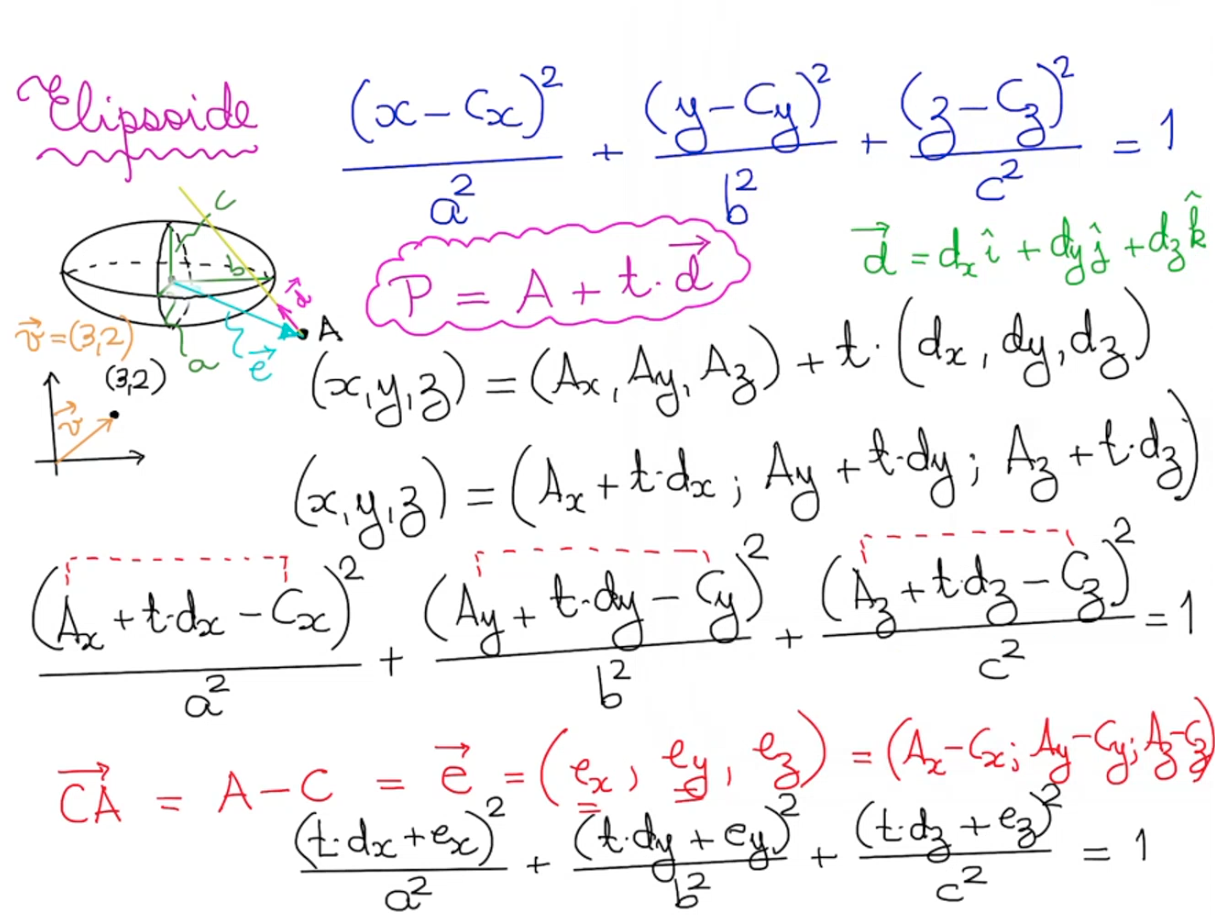 Elipsoide
(x − Cx)² / a² + (y − Cy)² / b² + (z − Cz)² / c² = 1
P = A + t · d⃗
d⃗ = dx î + dy ĵ + dz k̂
c
b
d⃗
A
v⃗ = (3,2)
a
e⃗
(3,2)
v⃗
(x, y, z) = (Ax, Ay, Az) + t · (dx, dy, dz)
(x, y, z) = (Ax + t · dx ; Ay + t · dy ; Az + t · dz)
(Ax + t · dx − Cx)² / a² + (Ay + t · dy − Cy)² / b² + (Az + t · dz − Cz)² / c² = 1
CA⃗ = A − C = e⃗ = (ex, ey, ez) = (Ax − Cx; Ay − Cy; Az − Cz)
(t · dx + ex)² / a² + (t · dy + ey)² / b² + (t · dz + ez)² / c² = 1